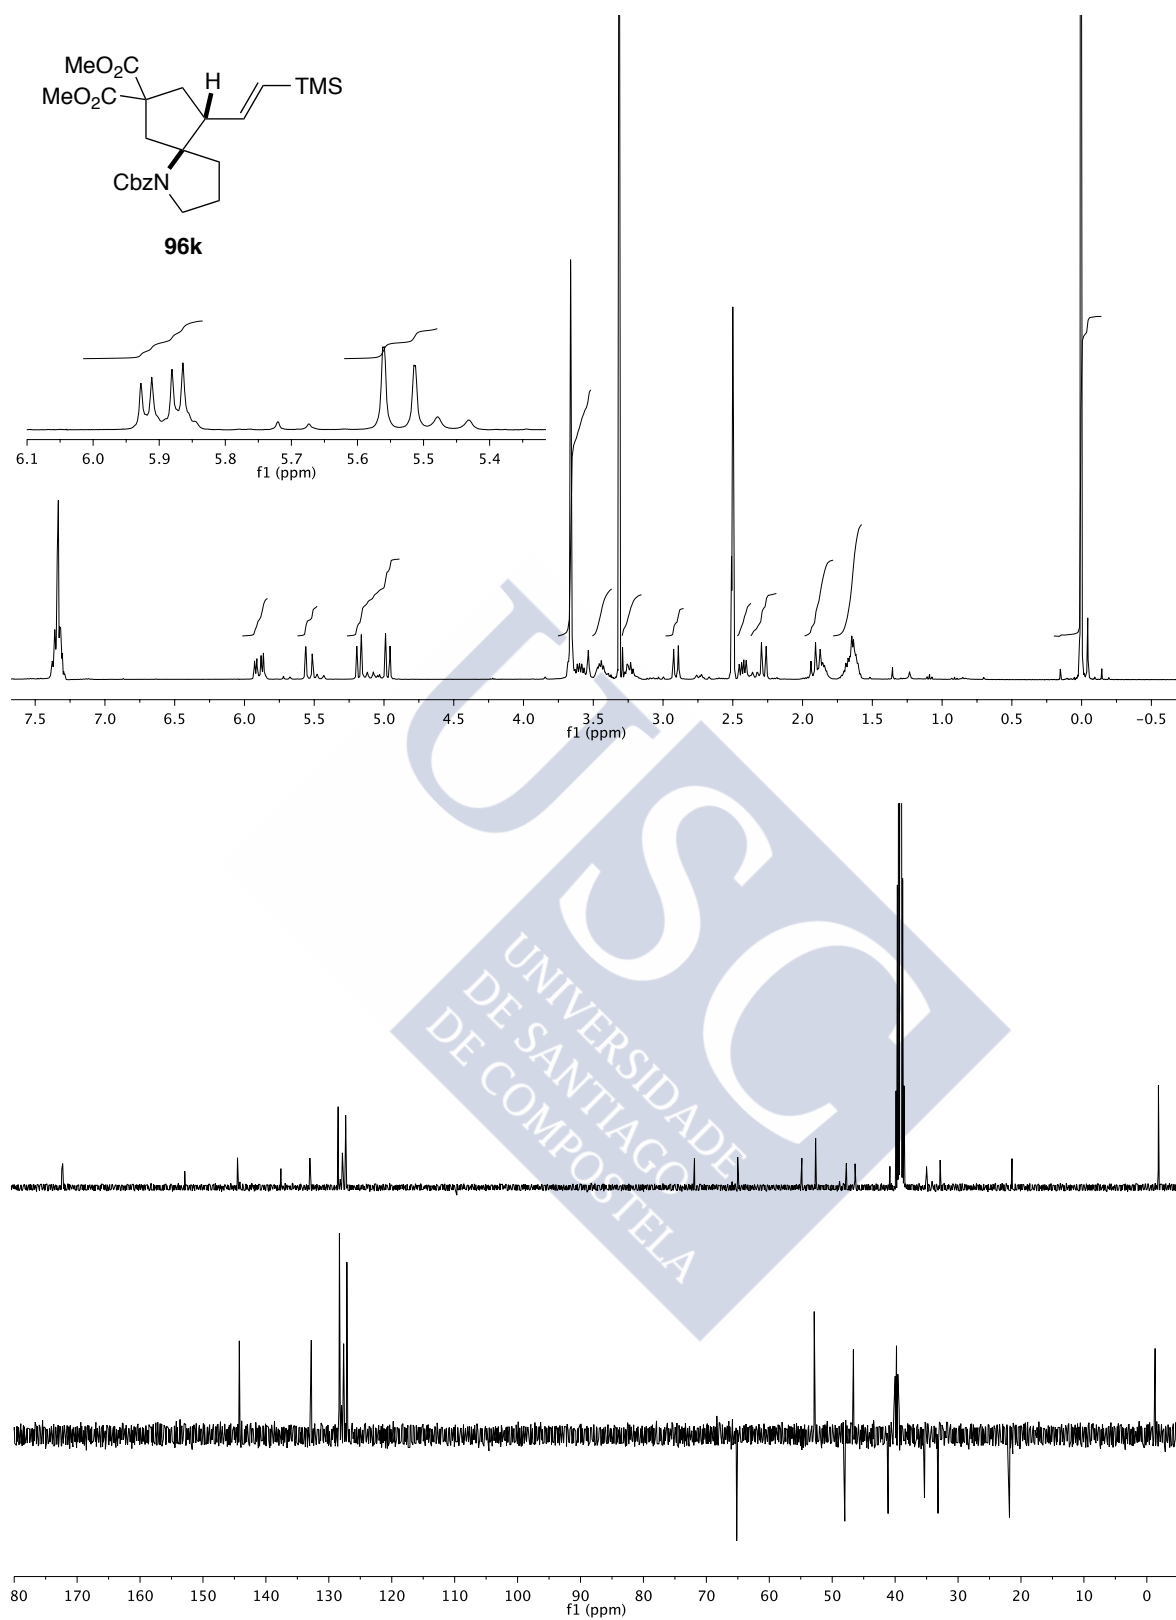 MeO2C
H
MeO2C
TMS
CbzN
96k
6.1 6.0 5.9 5.8 5.7 5.6 5.5 5.4
f1 (ppm)
7.5 7.0 6.5 6.0 5.5 5.0 4.5 4.0 3.5 3.0 2.5 2.0 1.5 1.0 0.5 0.0 −0.5
f1 (ppm)
USC
UNIVERSIDADE
DE SANTIAGO
DE COMPOSTELA
80 170 160 150 140 130 120 110 100 90 80 70 60 50 40 30 20 10 0
f1 (ppm)